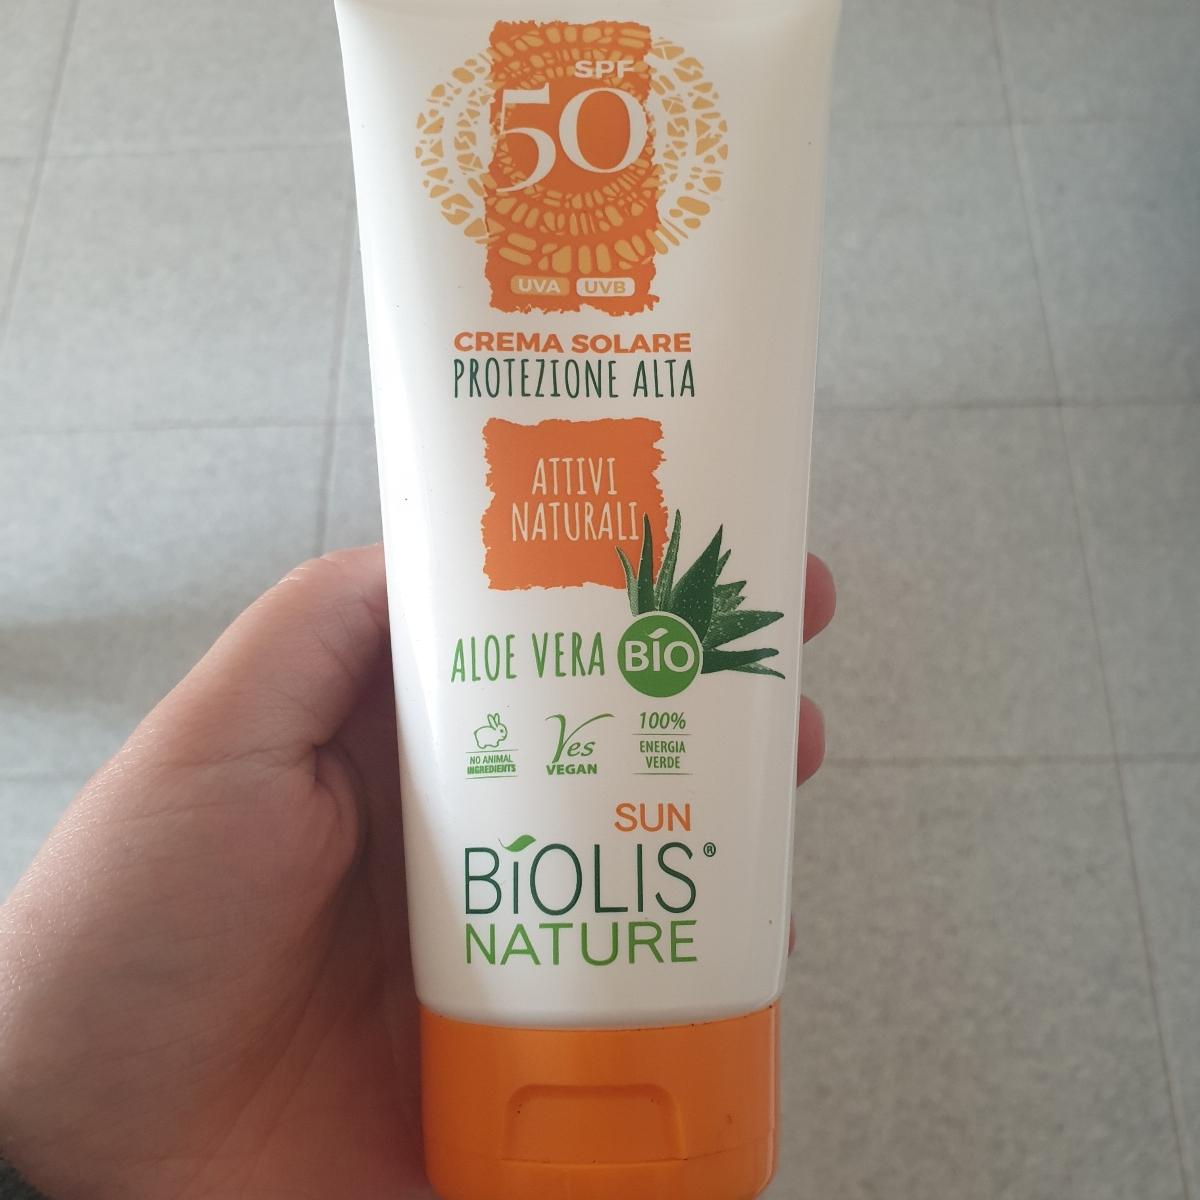 SPF
50
UVA UVB
CREMA SOLARE
PROTEZIONE ALTA
ATTIVI
NATURALI
ALOE VERA BIO
NO ANIMAL
INGREDIENTS
Yes
VEGAN
100%
ENERGIA
VERDE
SUN
BIOLIS®
NATURE